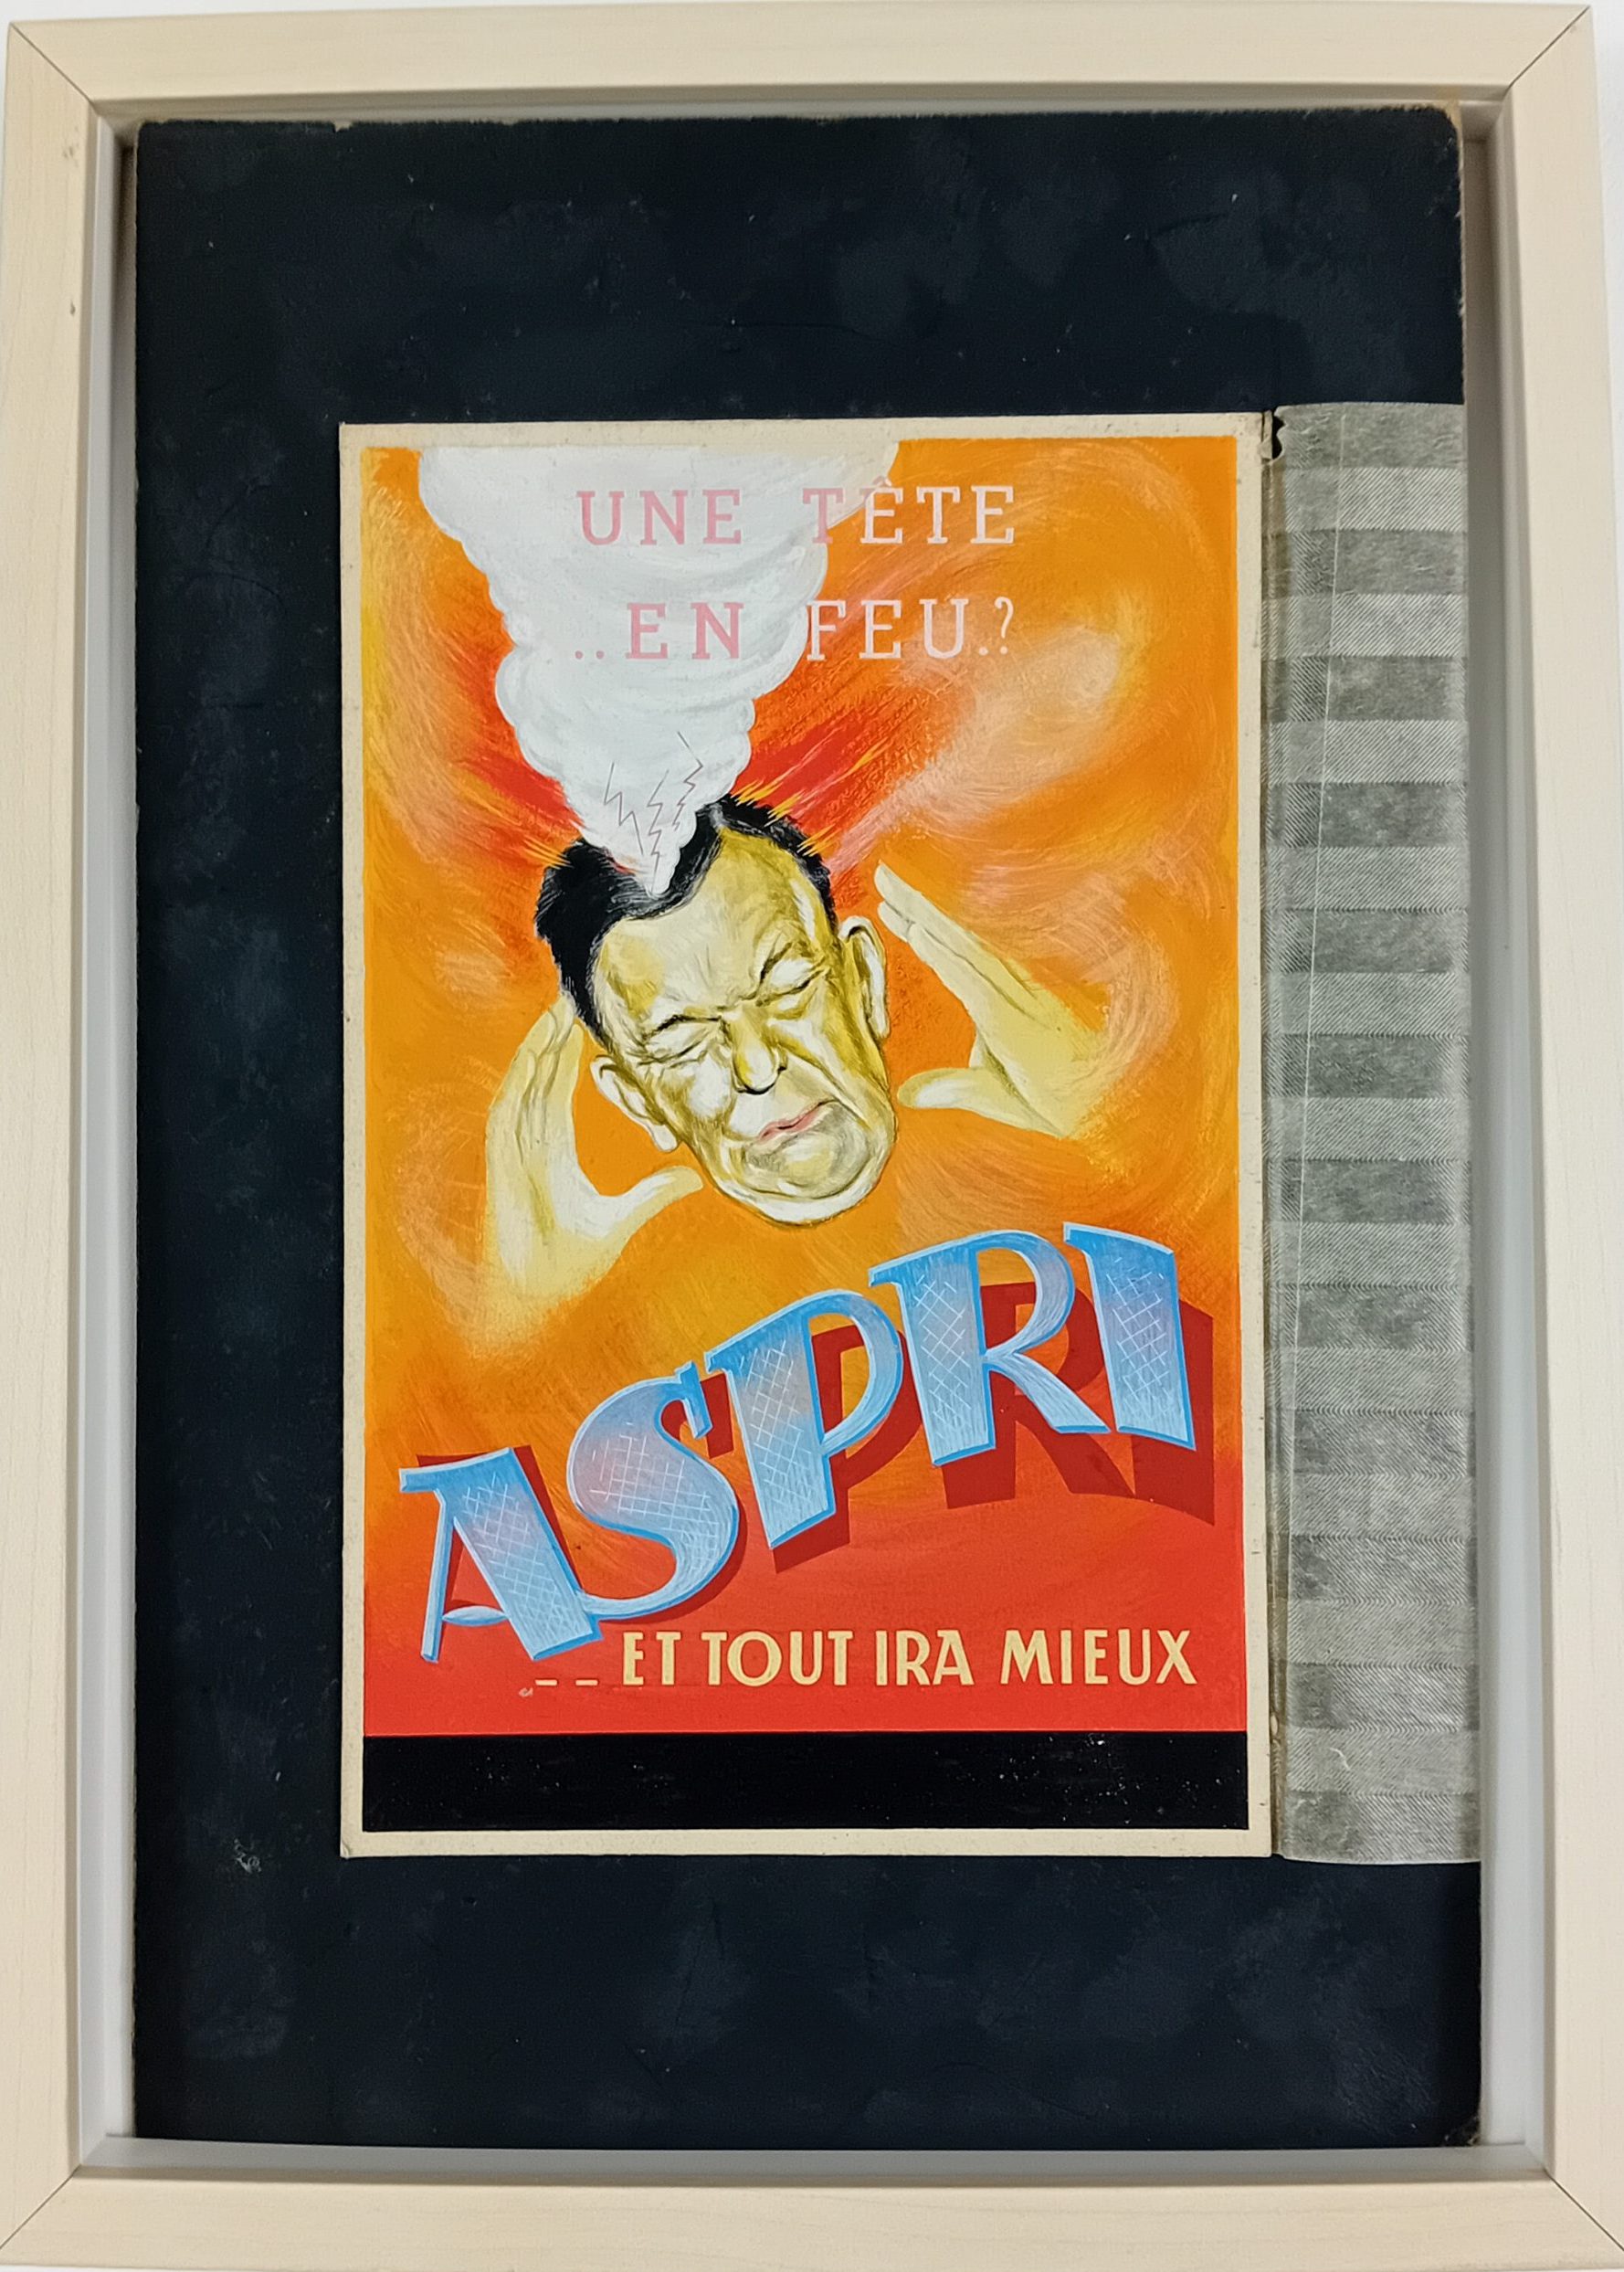 UNE TÊTE
..EN FEU.?
ASPRI
-- ET TOUT IRA MIEUX